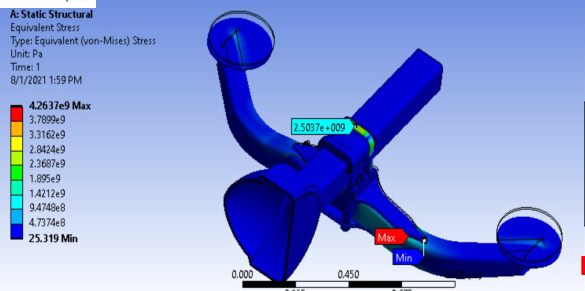 A: Static Structural
Equivalent Stress
Type: Equivalent (von-Mises) Stress
Unit: Pa
Time: 1
8/1/2021 1:59 PM
4.2637e9 Max
3.7899e9
3.3162e9
2.8424e9
2.3687e9
1.895e9
1.4212e9
9.4748e8
4.7374e8
25.319 Min
2.5037e+009
Max
Min
0.000
0.450